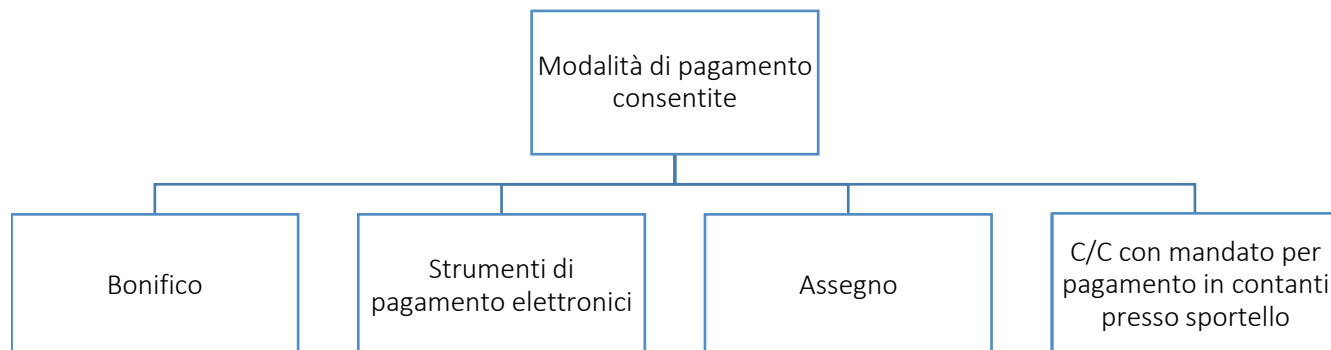 Modalità di pagamento
consentite
Bonifico
Strumenti di
pagamento elettronici
Assegno
C/C con mandato per
pagamento in contanti
presso sportello